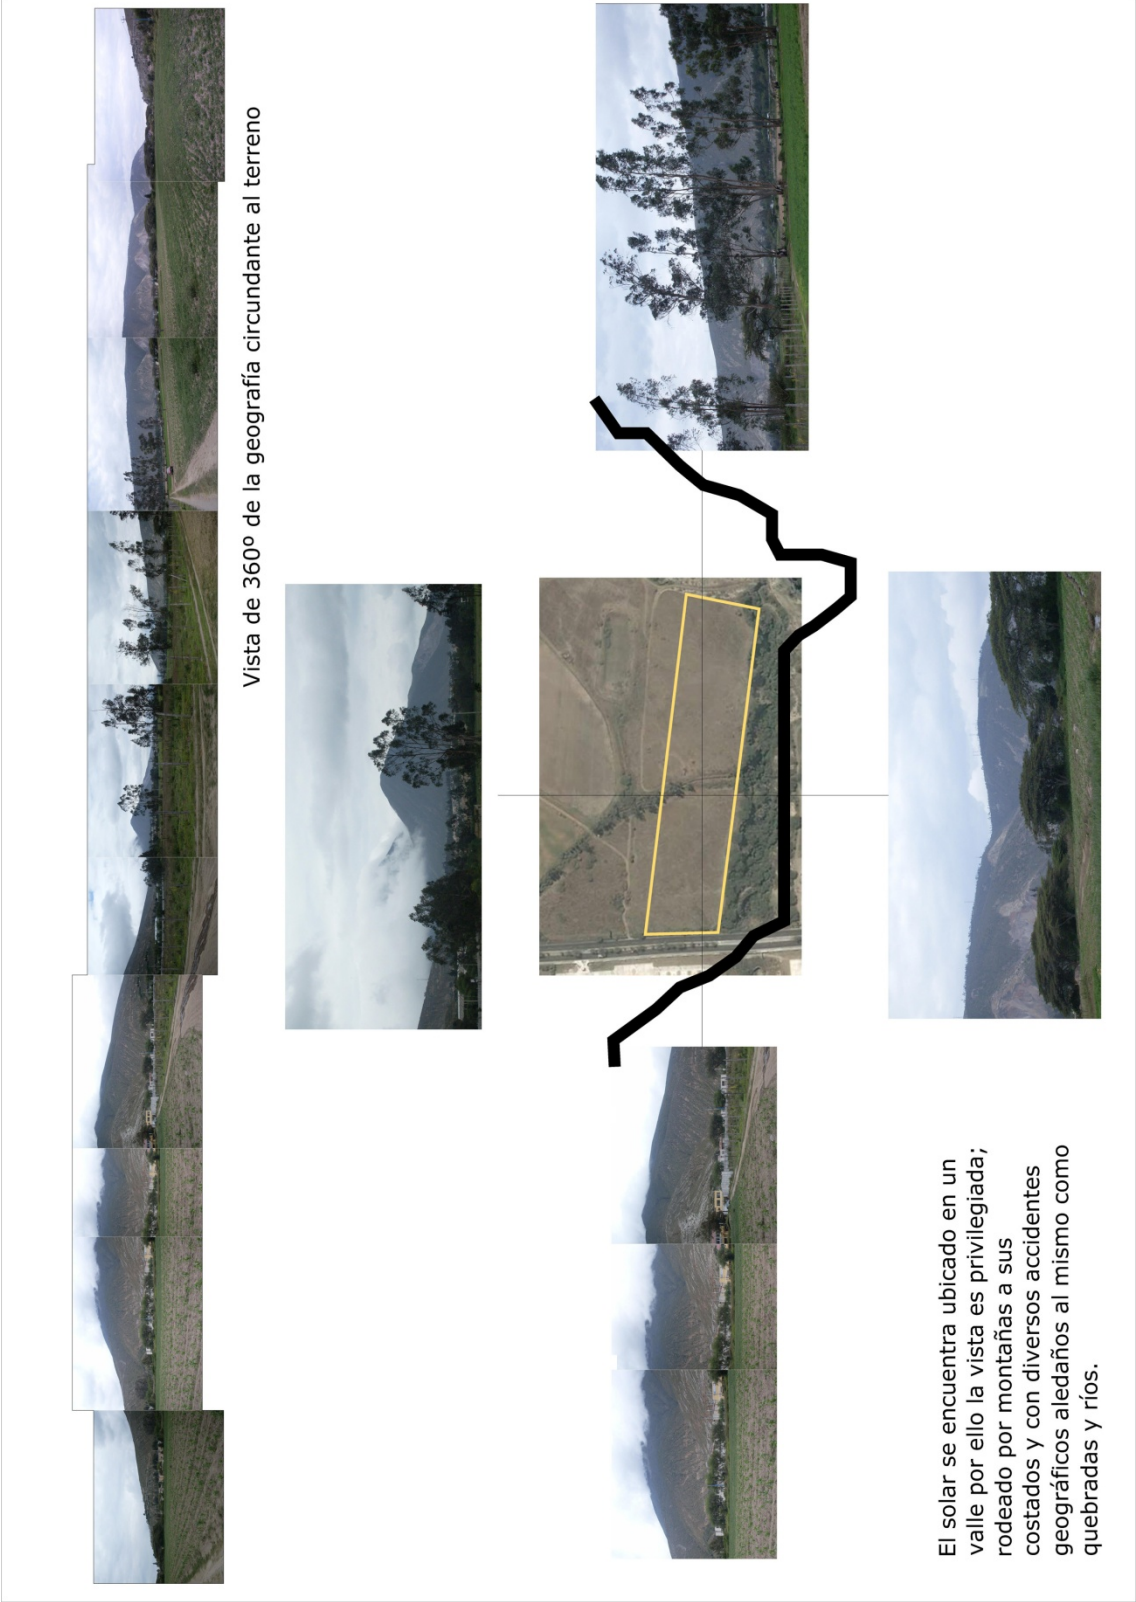 Vista de 360º de la geografía circundante al terreno
El solar se encuentra ubicado en un
valle por ello la vista es privilegiada;
rodeado por montañas a sus
costados y con diversos accidentes
geográficos aledaños al mismo como
quebradas y ríos.